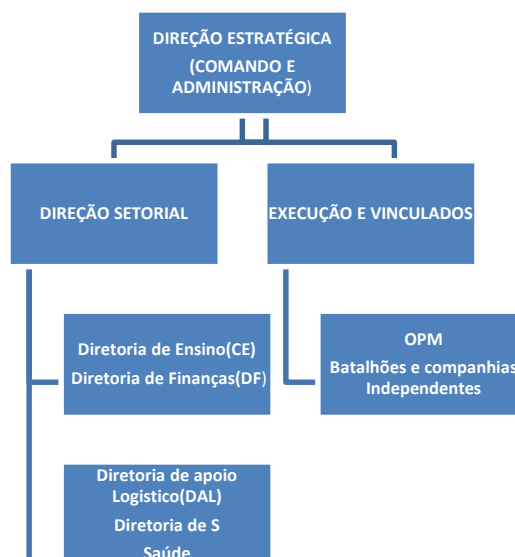 DIREÇÃO ESTRATÉGICA
(COMANDO E
ADMINISTRAÇÃO)
DIREÇÃO SETORIAL
EXECUÇÃO E VINCULADOS
Diretoria de Ensino(CE)
Diretoria de Finanças(DF)
OPM
Batalhões e companhias
Independentes
Diretoria de apoio
Logistico(DAL)
Diretoria de S
Saúde